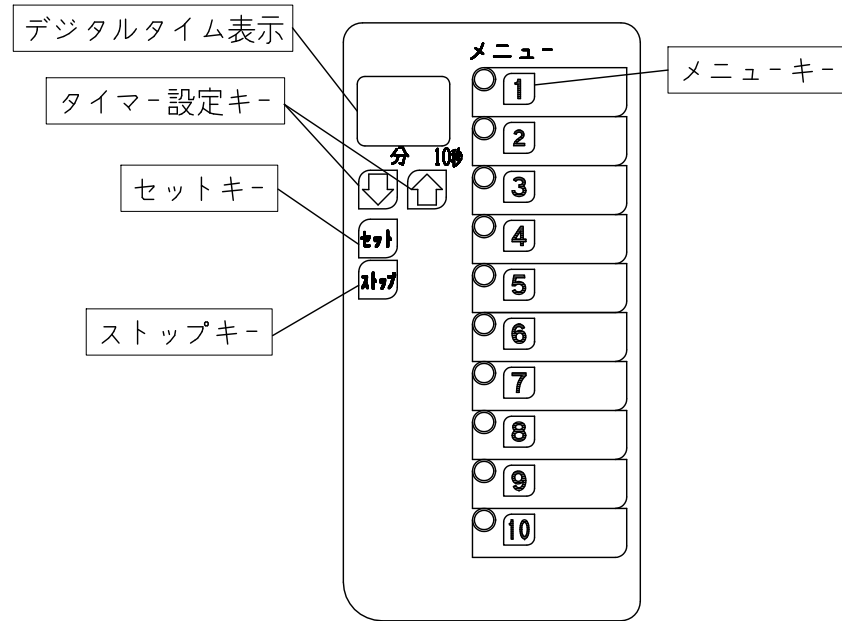 デジタルタイム表示
タイマー設定キー
セットキー
ストップキー
分 10秒
セット
ストップ
メニュー
メニューキー
1
2
3
4
5
6
7
8
9
10